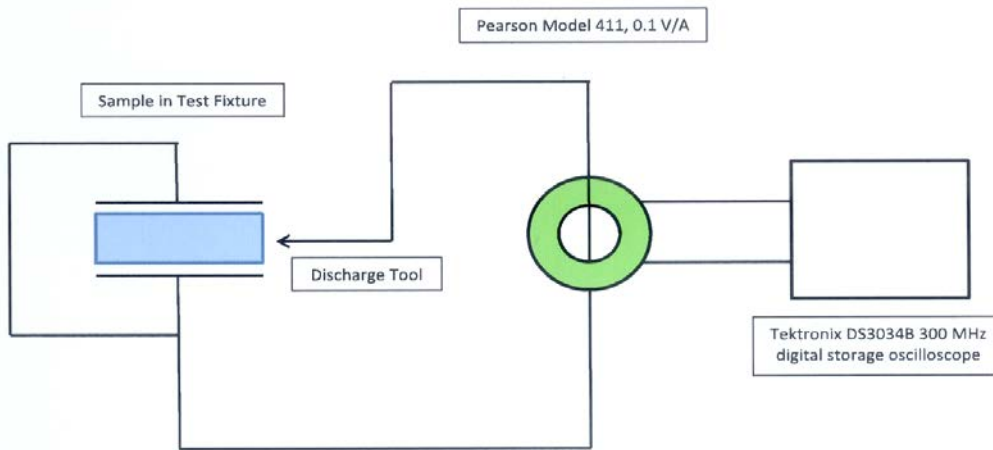 Pearson Model 411, 0.1 V/A
Sample in Test Fixture
Discharge Tool
Tektronix DS3034B 300 MHz
digital storage oscilloscope